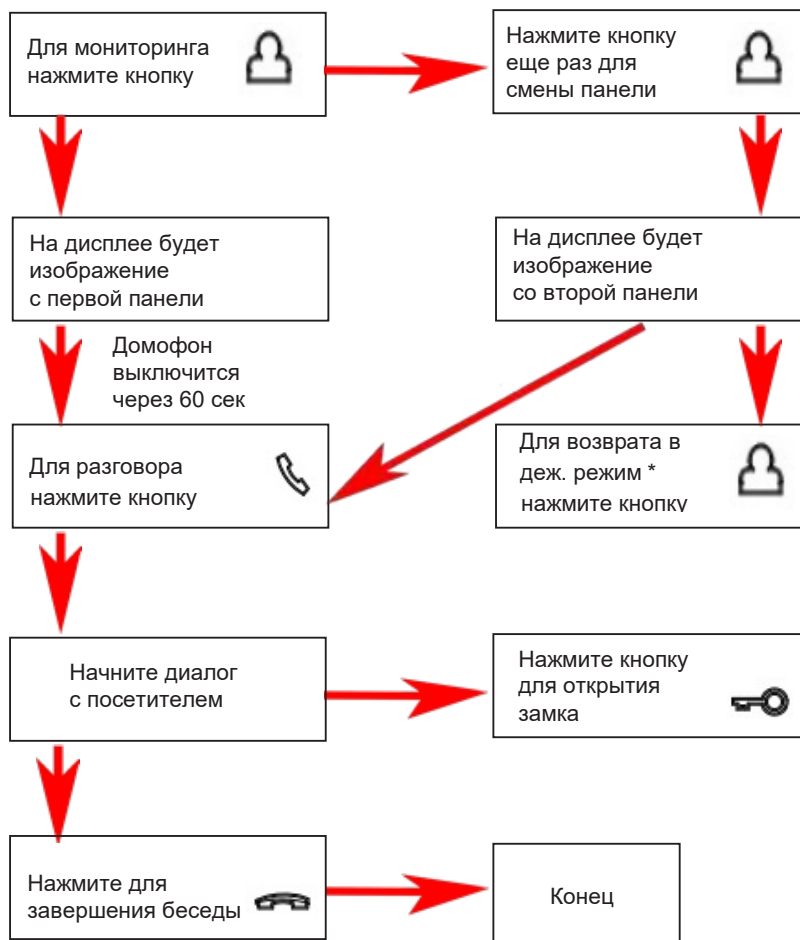 Для мониторинга
нажмите кнопку
Нажмите кнопку
еще раз для
смены панели
На дисплее будет
изображение
с первой панели
На дисплее будет
изображение
со второй панели
Домофон
выключится
через 60 сек
Для разговора
нажмите кнопку
Для возврата в
деж. режим *
нажмите кнопку
Начните диалог
с посетителем
Нажмите кнопку
для открытия
замка
Нажмите для
завершения беседы
Конец